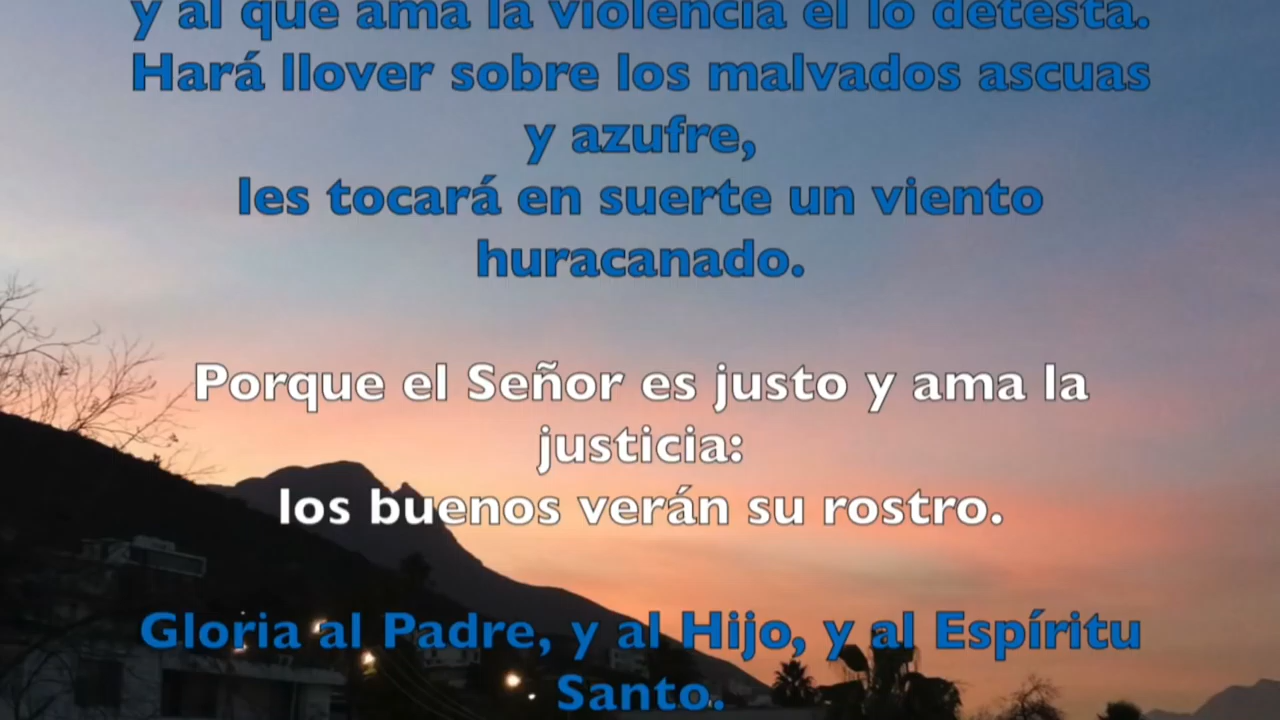 y al que ama la violencia él lo detesta.
Hará llover sobre los malvados ascuas
y azufre,
les tocará en suerte un viento
huracanado.
Porque el Señor es justo y ama la
justicia:
los buenos verán su rostro.
Gloria al Padre, y al Hijo, y al Espíritu
Santo.